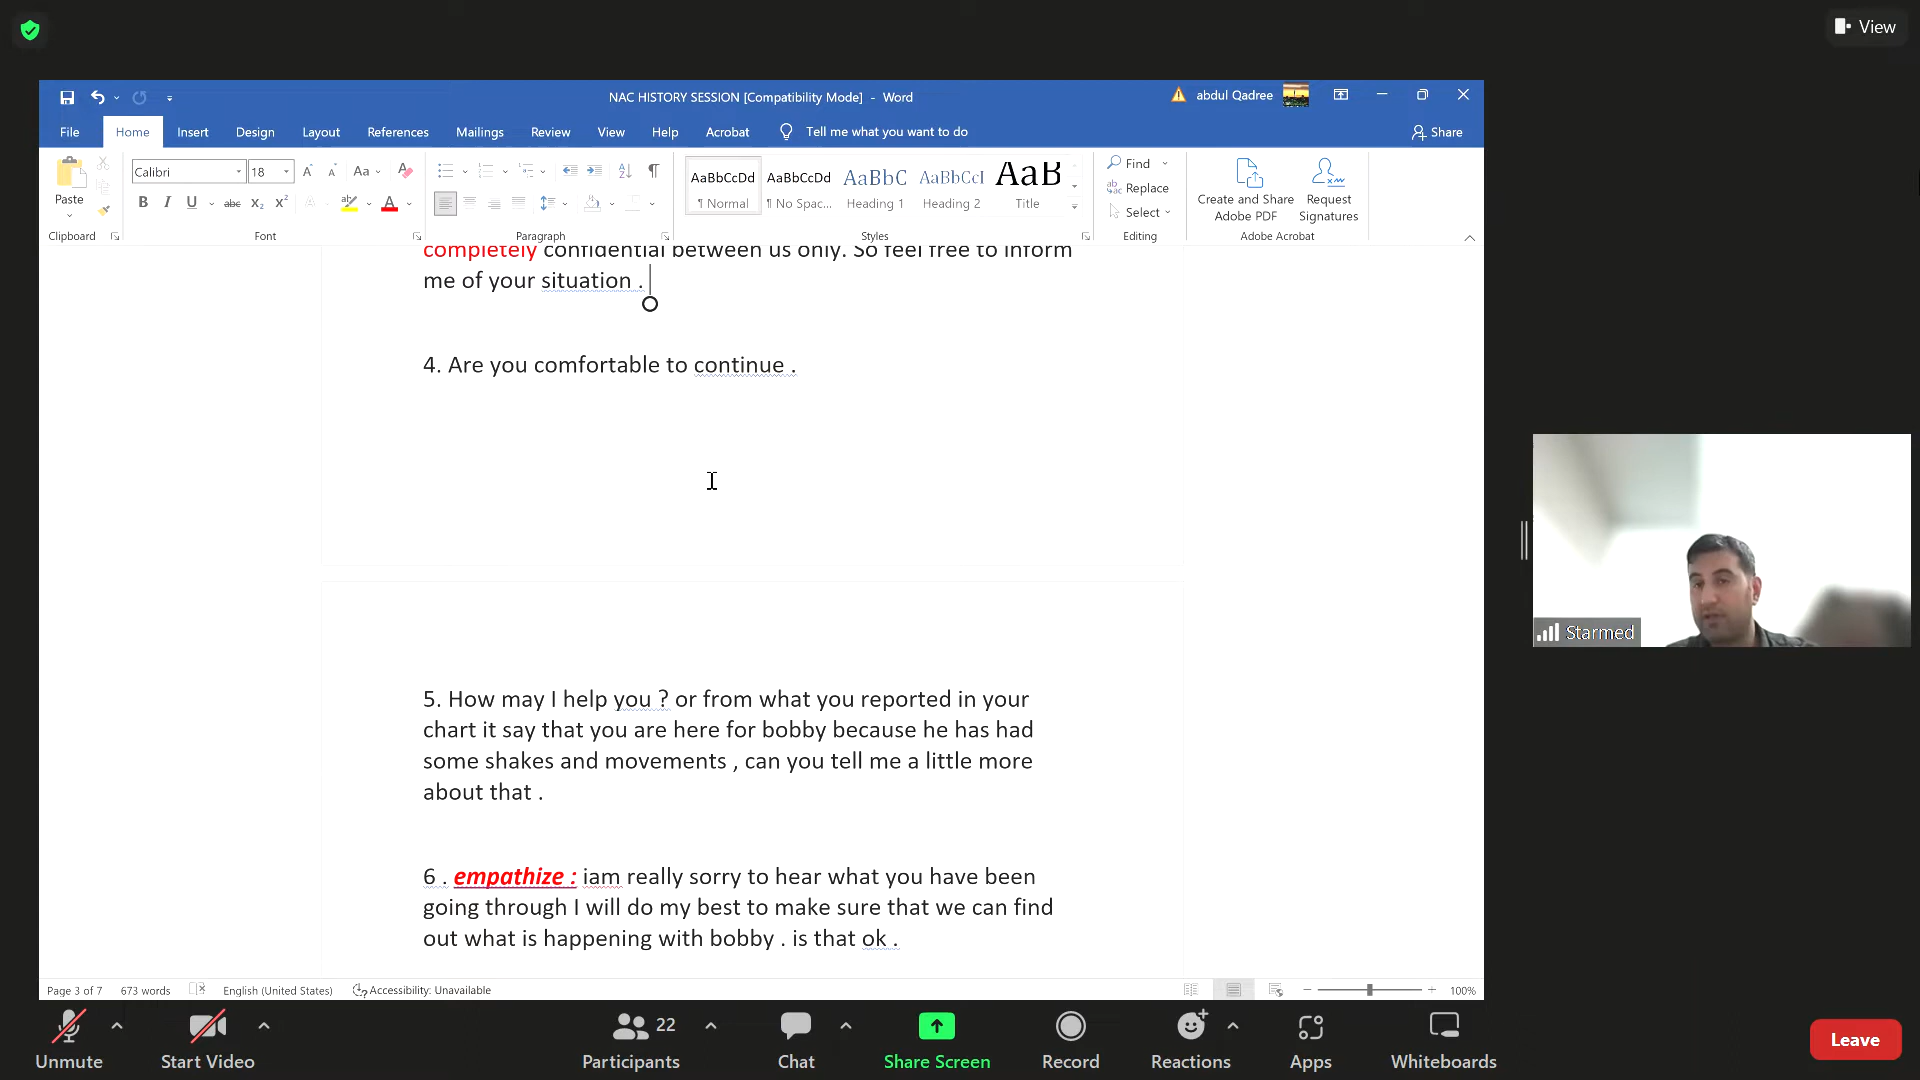 View
NAC HISTORY SESSION [Compatibility Mode] - Word
abdul Qadree
File Home Insert Design Layout References Mailings Review View Help Acrobat Tell me what you want to do
Share
Calibri 18
Aa
Paste
B I U abc X₂ X² A
AaBbCcDd AaBbCcDd AaBbC AaBbCcI AaB
¶ Normal ¶ No Spac... Heading 1 Heading 2 Title
Find
Replace
Select
Create and Share Adobe PDF
Request Signatures
Clipboard Font Paragraph Styles Editing Adobe Acrobat
completely confidential between us only. So feel free to inform
me of your situation .
4. Are you comfortable to continue .
5. How may I help you ? or from what you reported in your
chart it say that you are here for bobby because he has had
some shakes and movements , can you tell me a little more
about that .
6 . empathize : iam really sorry to hear what you have been
going through I will do my best to make sure that we can find
out what is happening with bobby . is that ok .
Starmed
Page 3 of 7 673 words English (United States) Accessibility: Unavailable
100%
Unmute Start Video Participants 22 Chat Share Screen Record Reactions Apps Whiteboards Leave